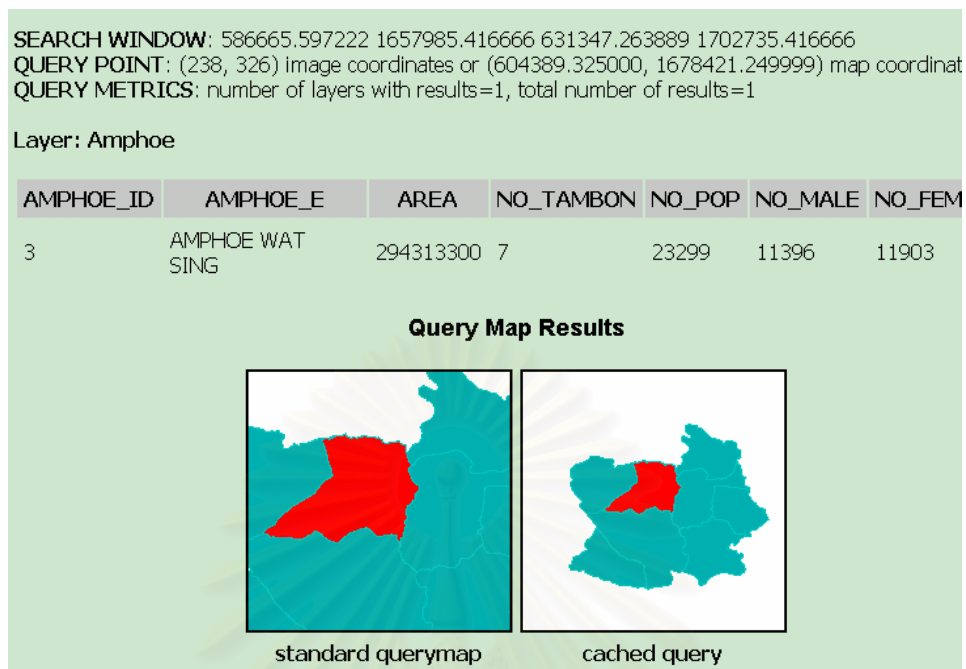 SEARCH WINDOW: 586665.597222 1657985.416666 631347.263889 1702735.416666
QUERY POINT: (238, 326) image coordinates or (604389.325000, 1678421.249999) map coordinat
QUERY METRICS: number of layers with results=1, total number of results=1
Layer: Amphoe
AMPHOE_ID AMPHOE_E AREA NO_TAMBON NO_POP NO_MALE NO_FEM
3 AMPHOE WAT SING 294313300 7 23299 11396 11903
Query Map Results
standard querymap cached query